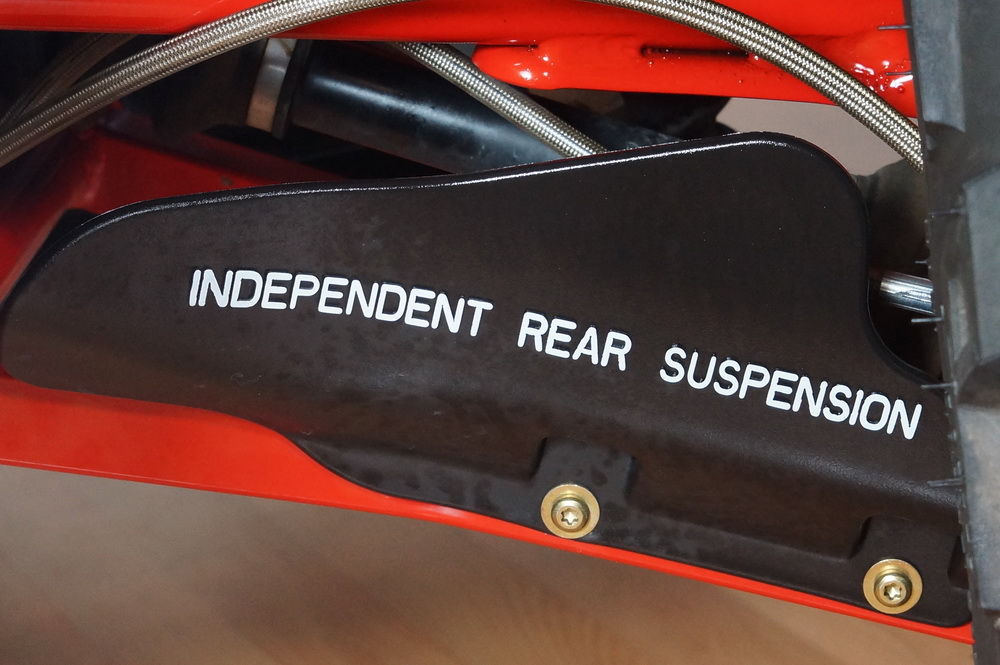 INDEPENDENT REAR SUSPENSION